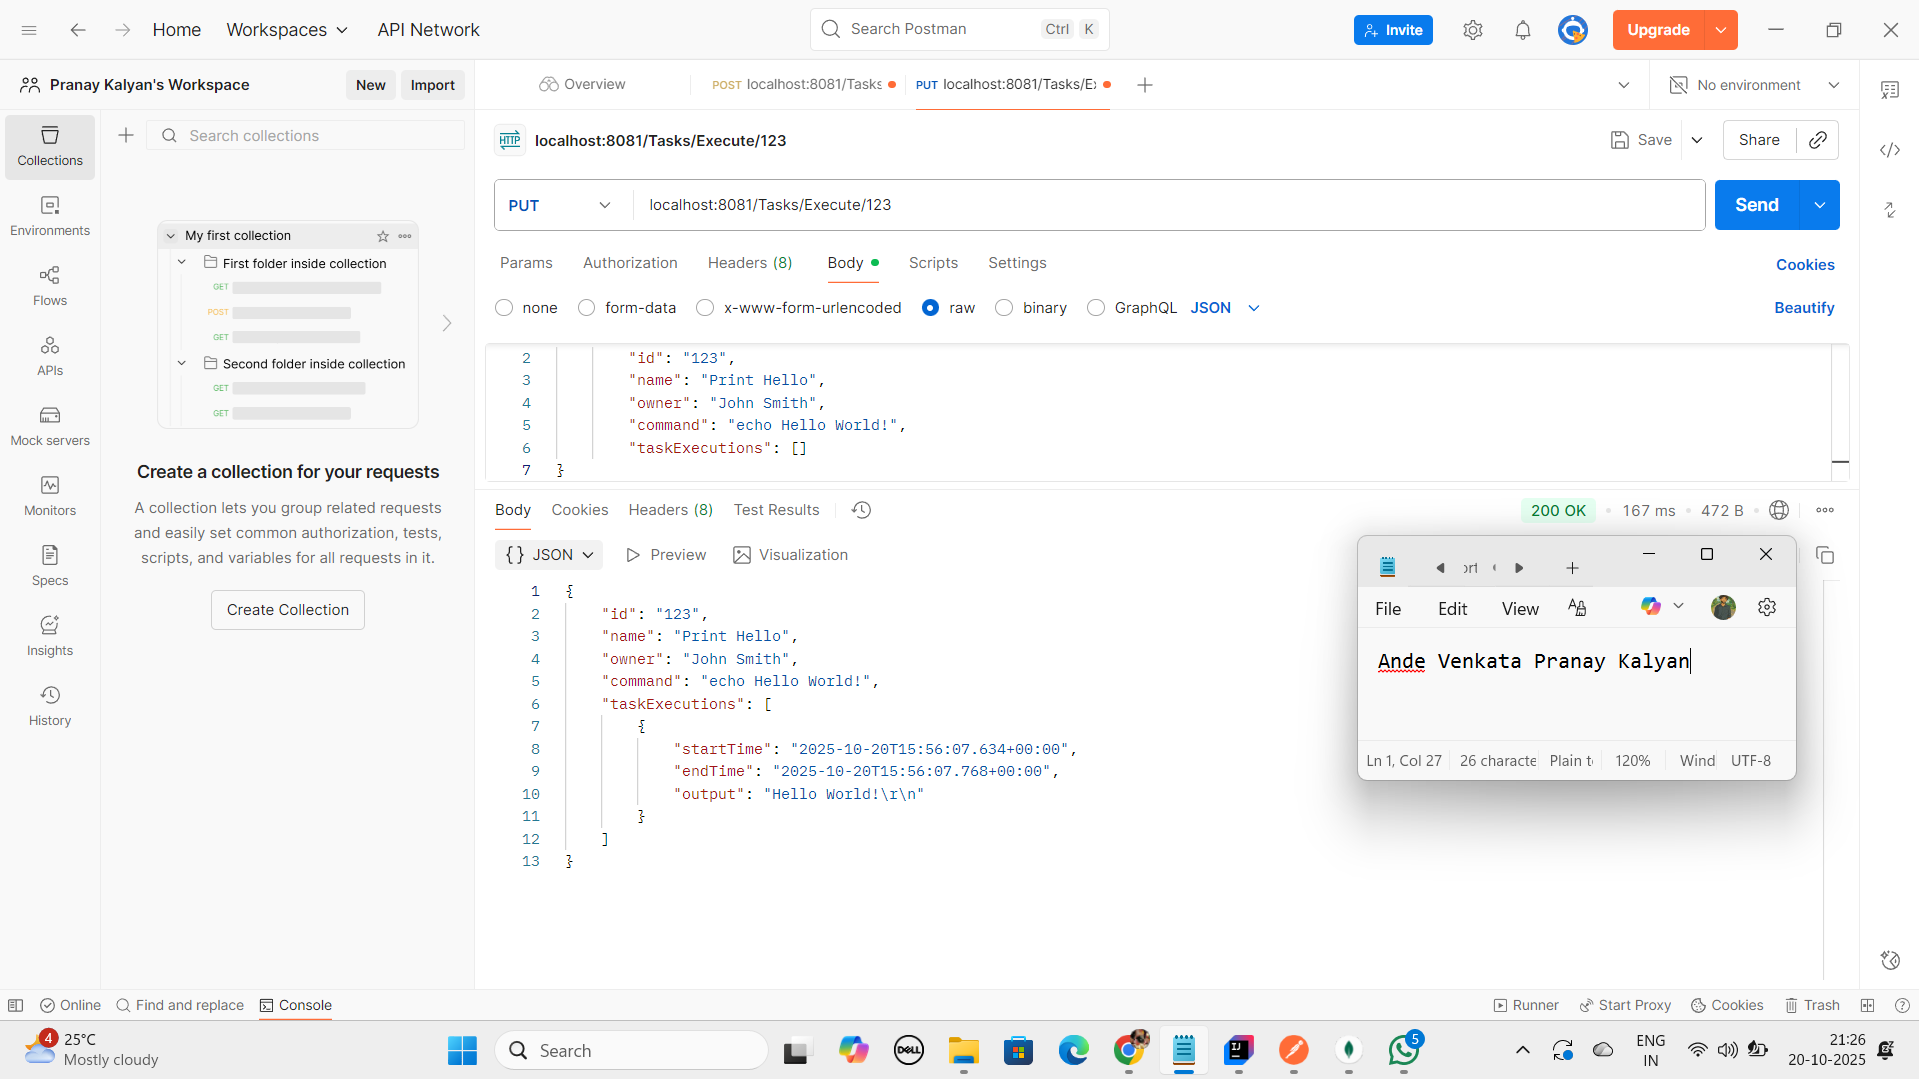 Home
Workspaces
API Network
Search Postman
Ctrl
K
Invite
Upgrade
Pranay Kalyan's Workspace
New
Import
Overview
POST localhost:8081/Tasks
PUT localhost:8081/Tasks/E
No environment
Collections
Environments
Flows
APIs
Mock servers
Monitors
Specs
Insights
History
Search collections
My first collection
First folder inside collection
GET
POST
GET
Second folder inside collection
GET
GET
Create a collection for your requests
A collection lets you group related requests
and easily set common authorization, tests,
scripts, and variables for all requests in it.
Create Collection
HTTP
localhost:8081/Tasks/Execute/123
Save
Share
PUT
localhost:8081/Tasks/Execute/123
Send
Params
Authorization
Headers (8)
Body
Scripts
Settings
Cookies
none
form-data
x-www-form-urlencoded
raw
binary
GraphQL
JSON
Beautify
2 "id": "123",
3 "name": "Print Hello",
4 "owner": "John Smith",
5 "command": "echo Hello World!",
6 "taskExecutions": []
7 }
Body
Cookies
Headers (8)
Test Results
200 OK
167 ms
472 B
{} JSON
Preview
Visualization
1 {
2 "id": "123",
3 "name": "Print Hello",
4 "owner": "John Smith",
5 "command": "echo Hello World!",
6 "taskExecutions": [
7 {
8 "startTime": "2025-10-20T15:56:07.634+00:00",
9 "endTime": "2025-10-20T15:56:07.768+00:00",
10 "output": "Hello World!\r\n"
11 }
12 ]
13 }
ort
File
Edit
View
Ande Venkata Pranay Kalyan
Ln 1, Col 27
26 characte
Plain t
120%
Wind
UTF-8
Online
Find and replace
Console
Runner
Start Proxy
Cookies
Trash
4
25°C
Mostly cloudy
Search
DELL
IJ
5
ENG
IN
21:26
20-10-2025